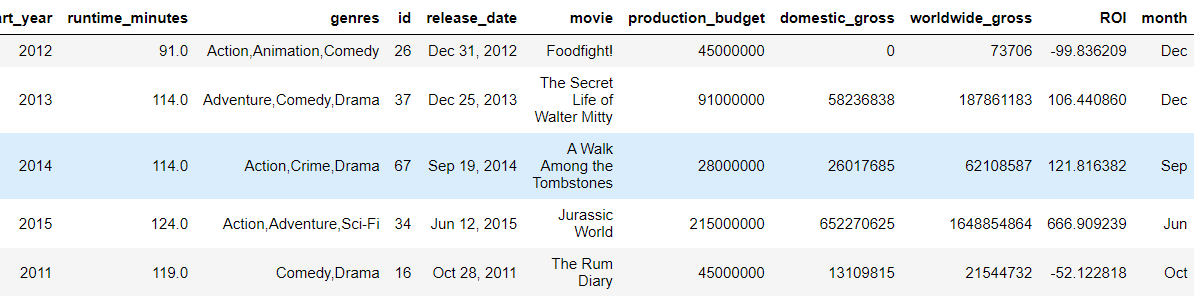 rt_year runtime_minutes genres id release_date movie production_budget domestic_gross worldwide_gross ROI month
2012 91.0 Action,Animation,Comedy 26 Dec 31, 2012 Foodfight! 45000000 0 73706 -99.836209 Dec
The Secret
2013 114.0 Adventure,Comedy,Drama 37 Dec 25, 2013 Life of 91000000 58236838 187861183 106.440860 Dec
Walter Mitty
A Walk
2014 114.0 Action,Crime,Drama 67 Sep 19, 2014 Among the 28000000 26017685 62108587 121.816382 Sep
Tombstones
2015 124.0 Action,Adventure,Sci-Fi 34 Jun 12, 2015 Jurassic World 215000000 652270625 1648854864 666.909239 Jun
2011 119.0 Comedy,Drama 16 Oct 28, 2011 The Rum Diary 45000000 13109815 21544732 -52.122818 Oct